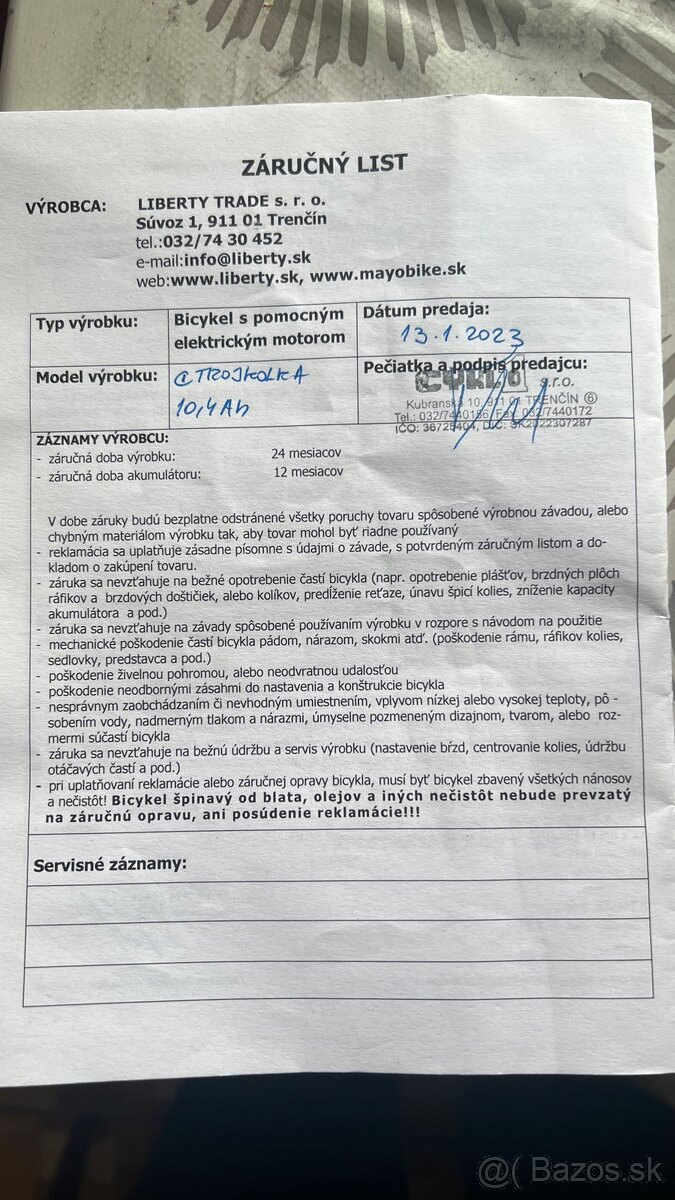 ZÁRUČNÝ LIST
VÝROBCA: LIBERTY TRADE s. r. o.
Súvoz 1, 911 01 Trenčín
tel.:032/74 30 452
e-mail:info@liberty.sk
web:www.liberty.sk, www.mayobike.sk
Typ výrobku: Bicykel s pomocným elektrickým motorom
Dátum predaja:
13.1.2023
Model výrobku: @TROJKOLKA
10,4Ah
Pečiatka a podpis predajcu:
CYKLO s.r.o.
Kubranská 10, 911 01 TRENČÍN 6
Tel.: 032/7440156, Fax: 032/7440172
IČO: 36725404, DIČ: SK2022307287
ZÁZNAMY VÝROBCU:
- záručná doba výrobku: 24 mesiacov
- záručná doba akumulátoru: 12 mesiacov
V dobe záruky budú bezplatne odstránené všetky poruchy tovaru spôsobené výrobnou závadou, alebo
chybným materiálom výrobku tak, aby tovar mohol byť riadne používaný
- reklamácia sa uplatňuje zásadne písomne s údajmi o závade, s potvrdeným záručným listom a do-
kladom o zakúpení tovaru.
- záruka sa nevzťahuje na bežné opotrebenie častí bicykla (napr. opotrebenie plášťov, brzdných plôch
ráfikov a brzdových doštičiek, alebo kolíkov, predĺženie reťaze, únavu špicí kolies, zníženie kapacity
akumulátora a pod.)
- záruka sa nevzťahuje na závady spôsobené používaním výrobku v rozpore s návodom na použitie
- mechanické poškodenie častí bicykla pádom, nárazom, skokmi atď. (poškodenie rámu, ráfikov kolies,
sedlovky, predstavca a pod.)
- poškodenie živelnou pohromou, alebo neodvratnou udalosťou
- poškodenie neodbornými zásahmi do nastavenia a konštrukcie bicykla
- nesprávnym zaobchádzaním či nevhodným umiestnením, vplyvom nízkej alebo vysokej teploty, pô -
sobením vody, nadmerným tlakom a nárazmi, úmyselne pozmeneným dizajnom, tvarom, alebo roz-
mermi súčastí bicykla
- záruka sa nevzťahuje na bežnú údržbu a servis výrobku (nastavenie bŕzd, centrovanie kolies, údržbu
otáčavých častí a pod.)
- pri uplatňovaní reklamácie alebo záručnej opravy bicykla, musí byť bicykel zbavený všetkých nánosov
a nečistôt! Bicykel špinavý od blata, olejov a iných nečistôt nebude prevzatý
na záručnú opravu, ani posúdenie reklamácie!!!
Servisné záznamy:
@( Bazos.sk